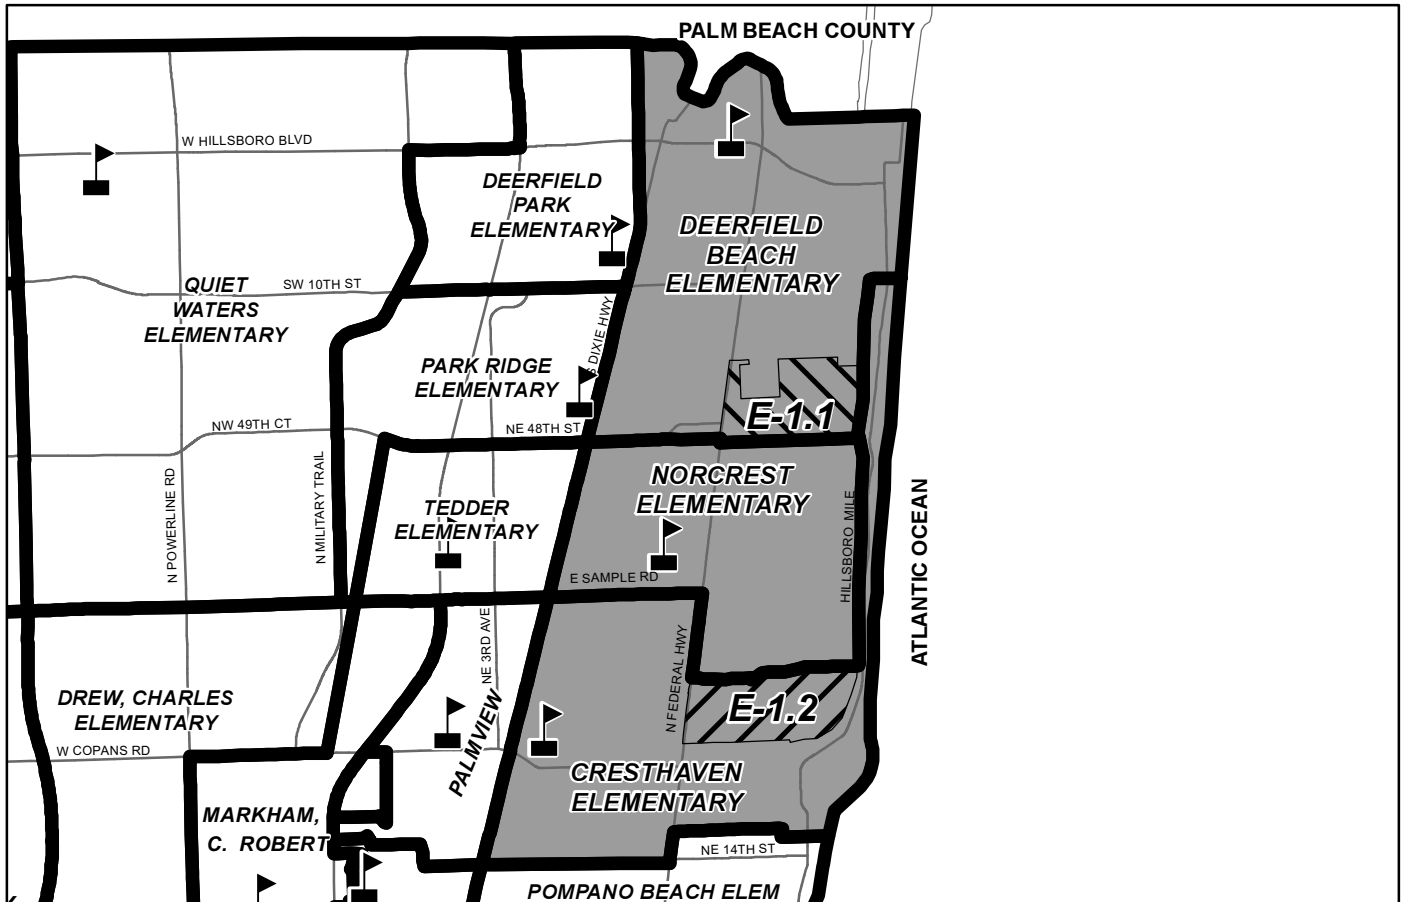 PALM BEACH COUNTY
W HILLSBORO BLVD
DEERFIELD
PARK
ELEMENTARY
DEERFIELD
BEACH
ELEMENTARY
QUIET
WATERS
ELEMENTARY
SW 10TH ST
S DIXIE HWY
PARK RIDGE
ELEMENTARY
E-1.1
NW 49TH CT
NE 48TH ST
N POWERLINE RD
N MILITARY TRAIL
NORCREST
ELEMENTARY
TEDDER
ELEMENTARY
HILLSBORO MILE
ATLANTIC OCEAN
E SAMPLE RD
NE 3RD AVE
N FEDERAL HWY
DREW, CHARLES
ELEMENTARY
E-1.2
PALMVIEW
W COPANS RD
CRESTHAVEN
ELEMENTARY
MARKHAM,
C. ROBERT
NE 14TH ST
POMPANO BEACH ELEM